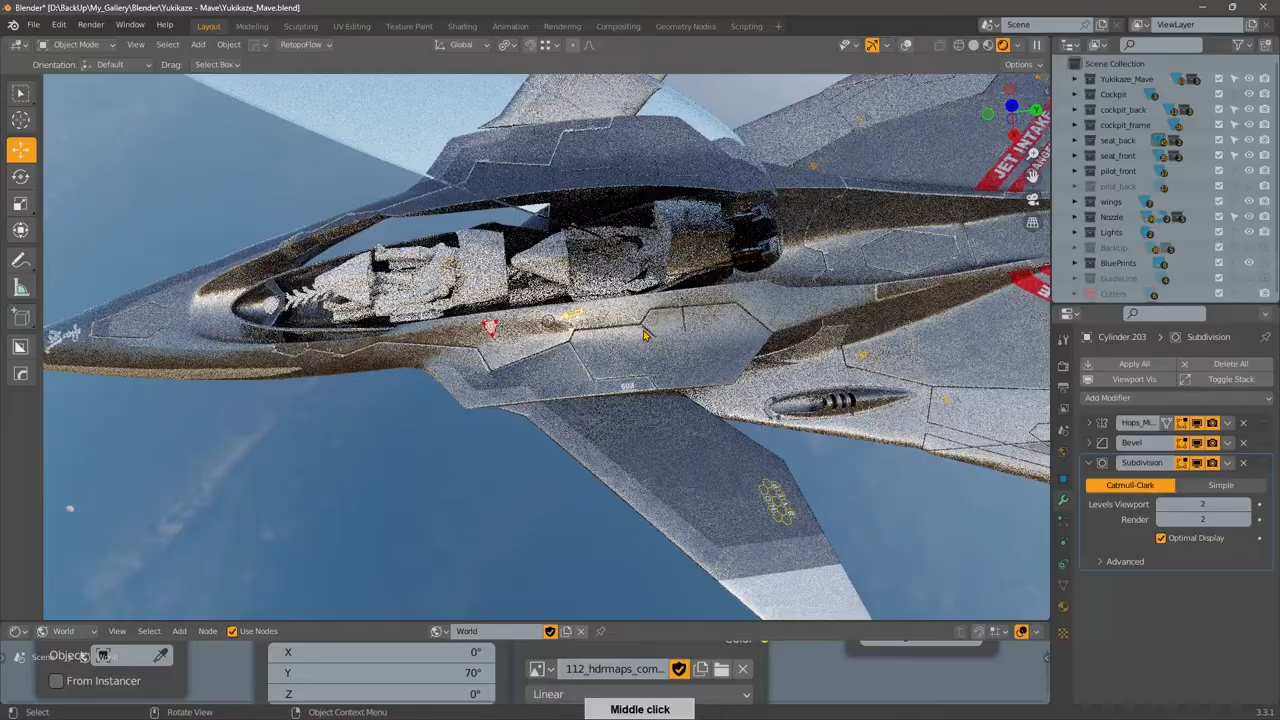 Blender* [D:\BackUp\My_Gallery\Blender\Yukikaze - Mave\Yukikaze_Mave.blend]
File Edit Render Window Help Layout Modeling Sculpting UV Editing Texture Paint Shading Animation Rendering Compositing Geometry Nodes Scripting + Scene ViewLayer
Object Mode View Select Add Object RetopoFlow Global
Orientation: Default Drag: Select Box Options
Scene Collection
Yukikaze_Mave
Cockpit
cockpit_back
cockpit_frame
seat_back
seat_front
pilot_front
pilot_back
wings
Nozzle
Lights
BackUp
BluePrints
GuideLine
Cutters
JET INTAKE
Cylinder.203 Subdivision
Apply All Delete All
Viewport Vis Toggle Stack
Add Modifier
Hops_Mi...
Bevel
Subdivision
Catmull-Clark Simple
Levels Viewport 2
Render 2
Optimal Display
Advanced
World View Select Add Node Use Nodes World
Object
From Instancer
X 0°
Y 70°
Z 0°
112_hdrmaps_com...
Linear
Middle click
Select Rotate View Object Context Menu 3.3.1